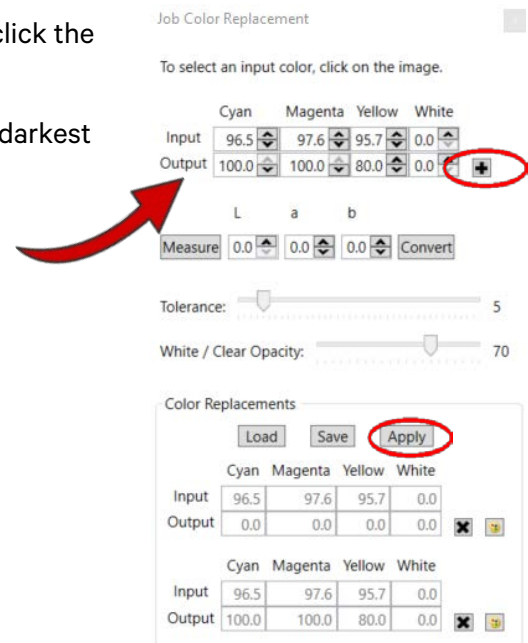 Job Color Replacement
click the
To select an input color, click on the image.
darkest
Cyan Magenta Yellow White
Input 96.5 97.6 95.7 0.0
Output 100.0 100.0 80.0 0.0
L a b
Measure 0.0 0.0 0.0 Convert
Tolerance: 5
White / Clear Opacity: 70
Color Replacements
Load Save Apply
Cyan Magenta Yellow White
Input 96.5 97.6 95.7 0.0
Output 0.0 0.0 0.0 0.0
Cyan Magenta Yellow White
Input 96.5 97.6 95.7 0.0
Output 100.0 100.0 80.0 0.0